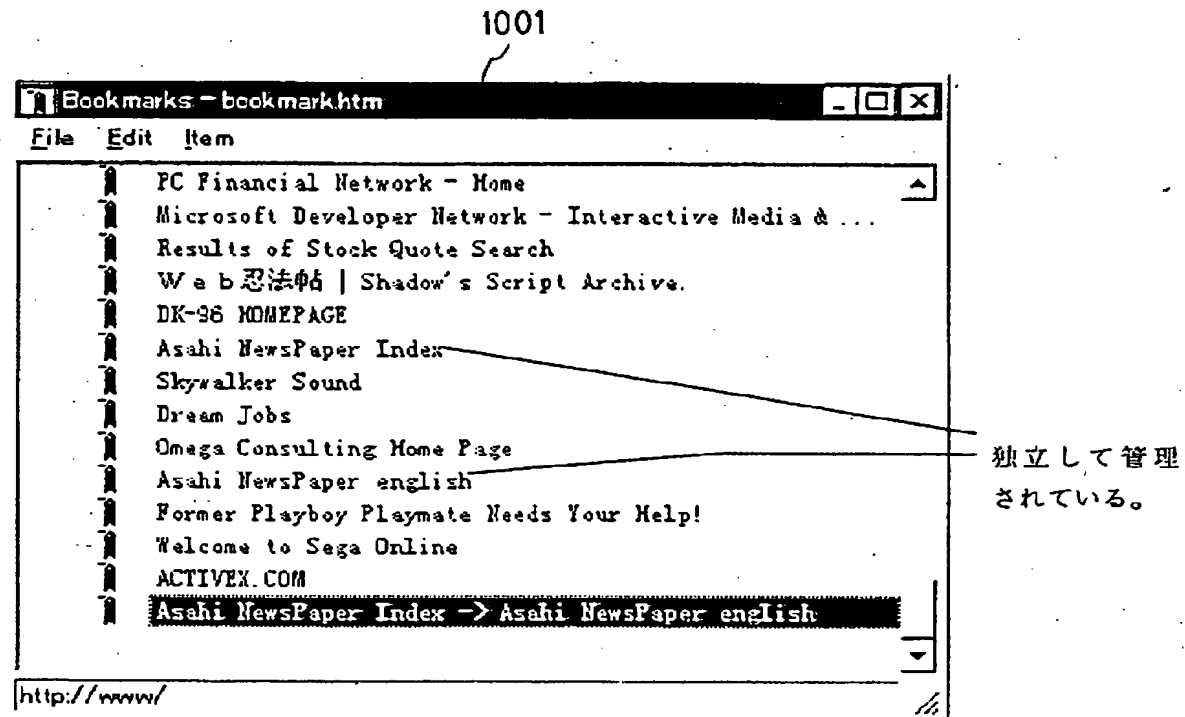 1001
Bookmarks - bookmark.htm
File Edit Item
PC Financial Network - Home
Microsoft Developer Network - Interactive Media & ...
Results of Stock Quote Search
Ｗｅｂ忍法帖 | Shadow's Script Archive.
DK-96 HOMEPAGE
Asahi NewsPaper Index
Skywalker Sound
Dream Jobs
Omega Consulting Home Page
Asahi NewsPaper english
Former Playboy Playmate Needs Your Help!
Welcome to Sega Online
ACTIVEX.COM
Asahi NewsPaper Index -> Asahi NewsPaper english
http://www/
独立して管理
されている。